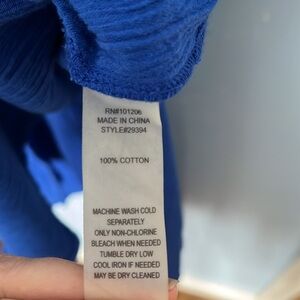 RN#101206
MADE IN CHINA
STYLE#29394
100% COTTON
MACHINE WASH COLD
SEPARATELY
ONLY NON-CHLORINE
BLEACH WHEN NEEDED
TUMBLE DRY LOW
COOL IRON IF NEEDED
MAY BE DRY CLEANED